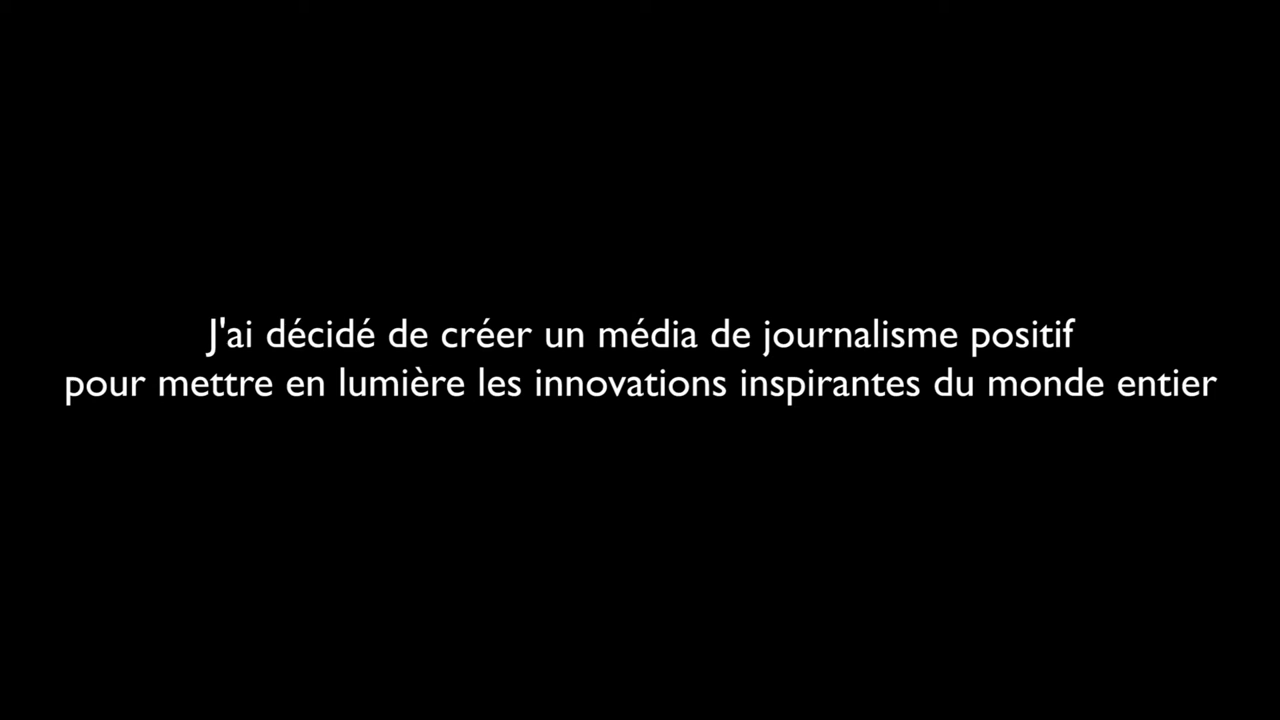 J'ai décidé de créer un média de journalisme positif
pour mettre en lumière les innovations inspirantes du monde entier